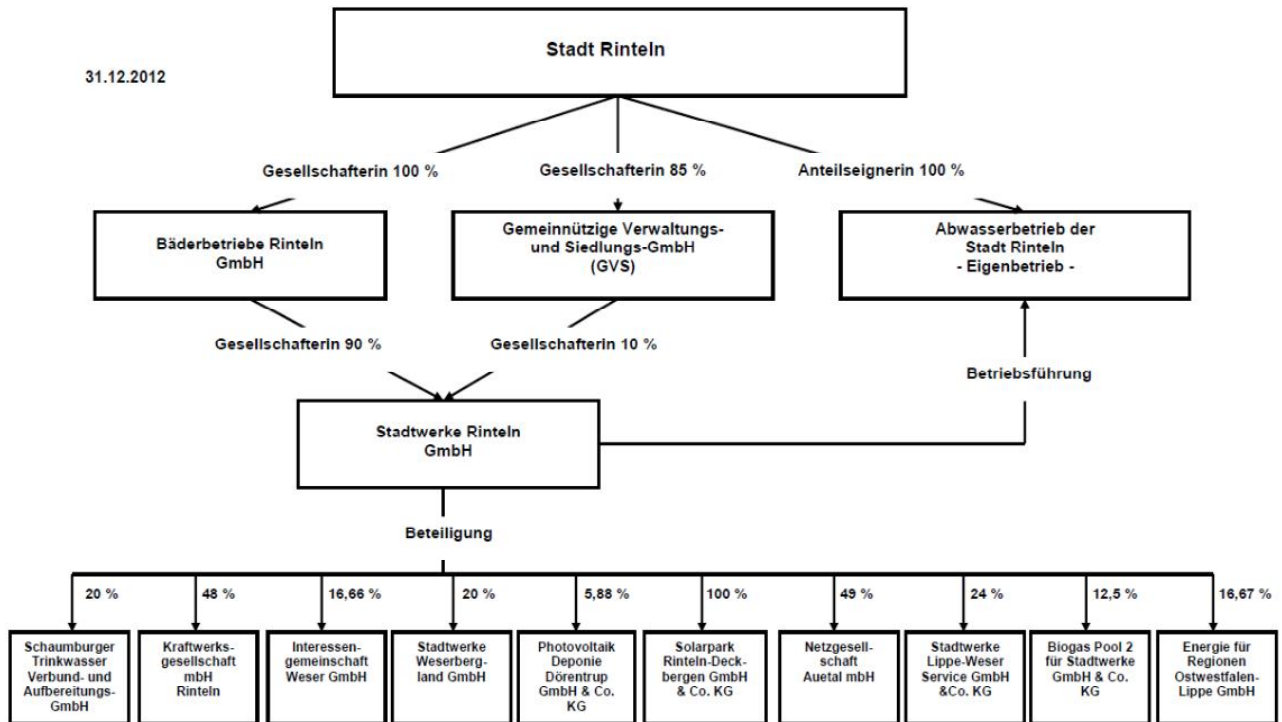 Stadt Rinteln
31.12.2012
Gesellschafterin 100 %
Gesellschafterin 85 %
Anteilseignerin 100 %
Bäderbetriebe Rinteln
GmbH
Gemeinnützige Verwaltungs-
und Siedlungs-GmbH
(GVS)
Abwasserbetrieb der
Stadt Rinteln
- Eigenbetrieb -
Gesellschafterin 90 %
Gesellschafterin 10 %
Betriebsführung
Stadtwerke Rinteln
GmbH
Beteiligung
20 %
48 %
16,66 %
20 %
5,88 %
100 %
49 %
24 %
12,5 %
16,67 %
Schaumburger
Trinkwasser
Verbund- und
Aufbereitungs-
GmbH
Kraftwerks-
gesellschaft
mbH
Rinteln
Interessen-
gemeinschaft
Weser GmbH
Stadtwerke
Weserberg-
land GmbH
Photovoltaik
Deponie
Dörentrup
GmbH & Co.
KG
Solarpark
Rinteln-Deck-
bergen GmbH
& Co. KG
Netzgesell-
schaft
Auetal mbH
Stadtwerke
Lippe-Weser
Service GmbH
&Co. KG
Biogas Pool 2
für Stadtwerke
GmbH & Co.
KG
Energie für
Regionen
Ostwestfalen-
Lippe GmbH